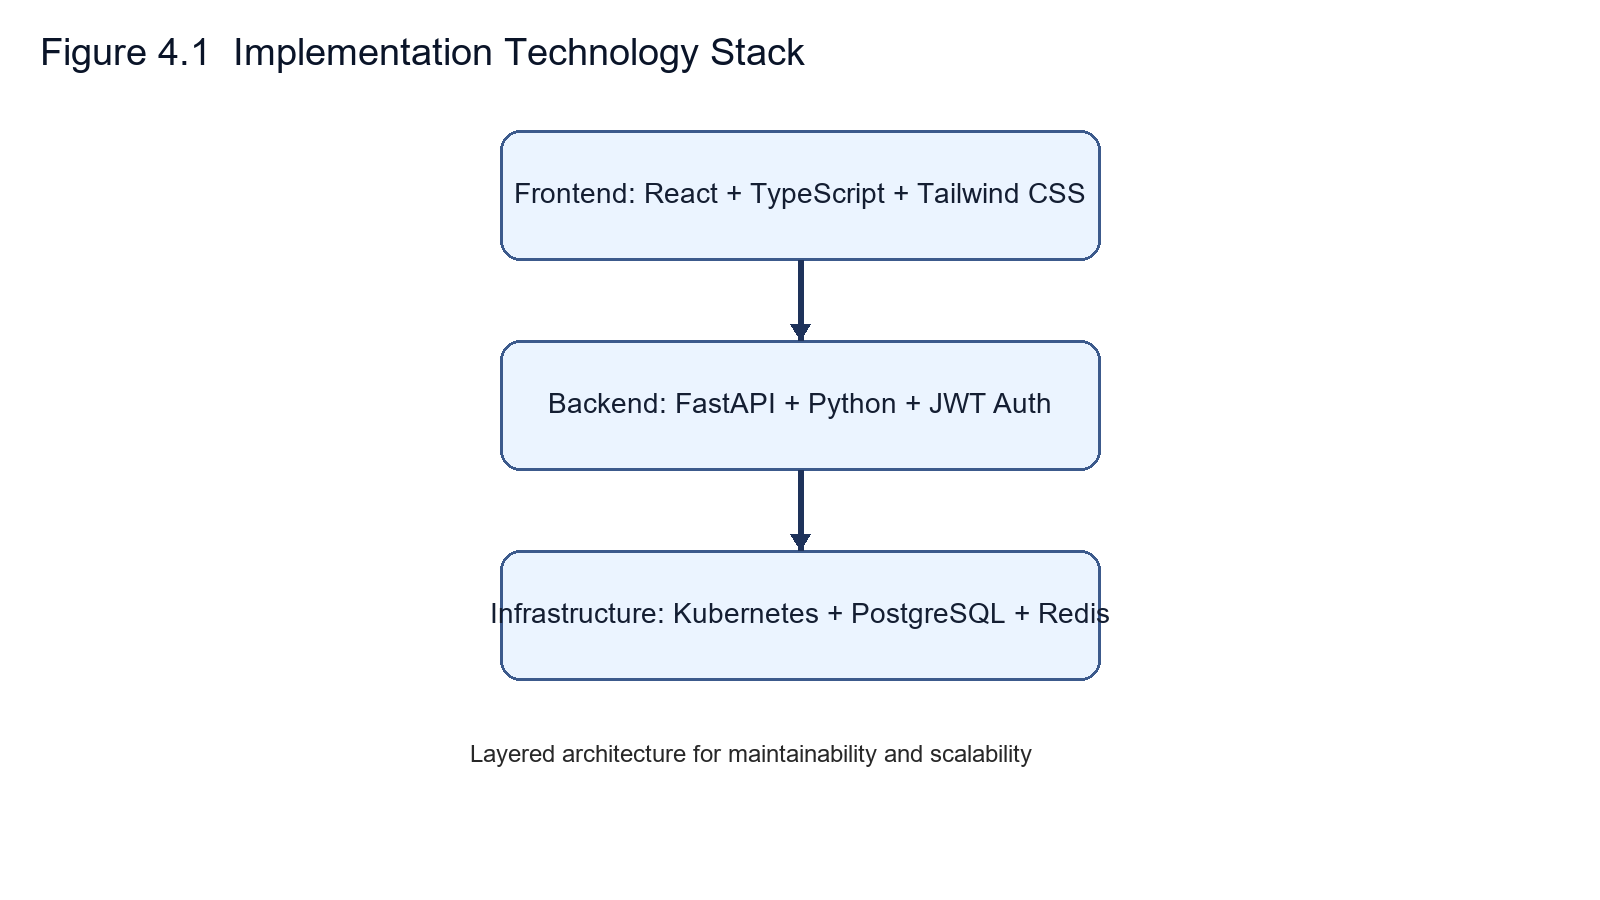 Figure 4.1  Implementation Technology Stack
Frontend: React + TypeScript + Tailwind CSS
Backend: FastAPI + Python + JWT Auth
Infrastructure: Kubernetes + PostgreSQL + Redis
Layered architecture for maintainability and scalability